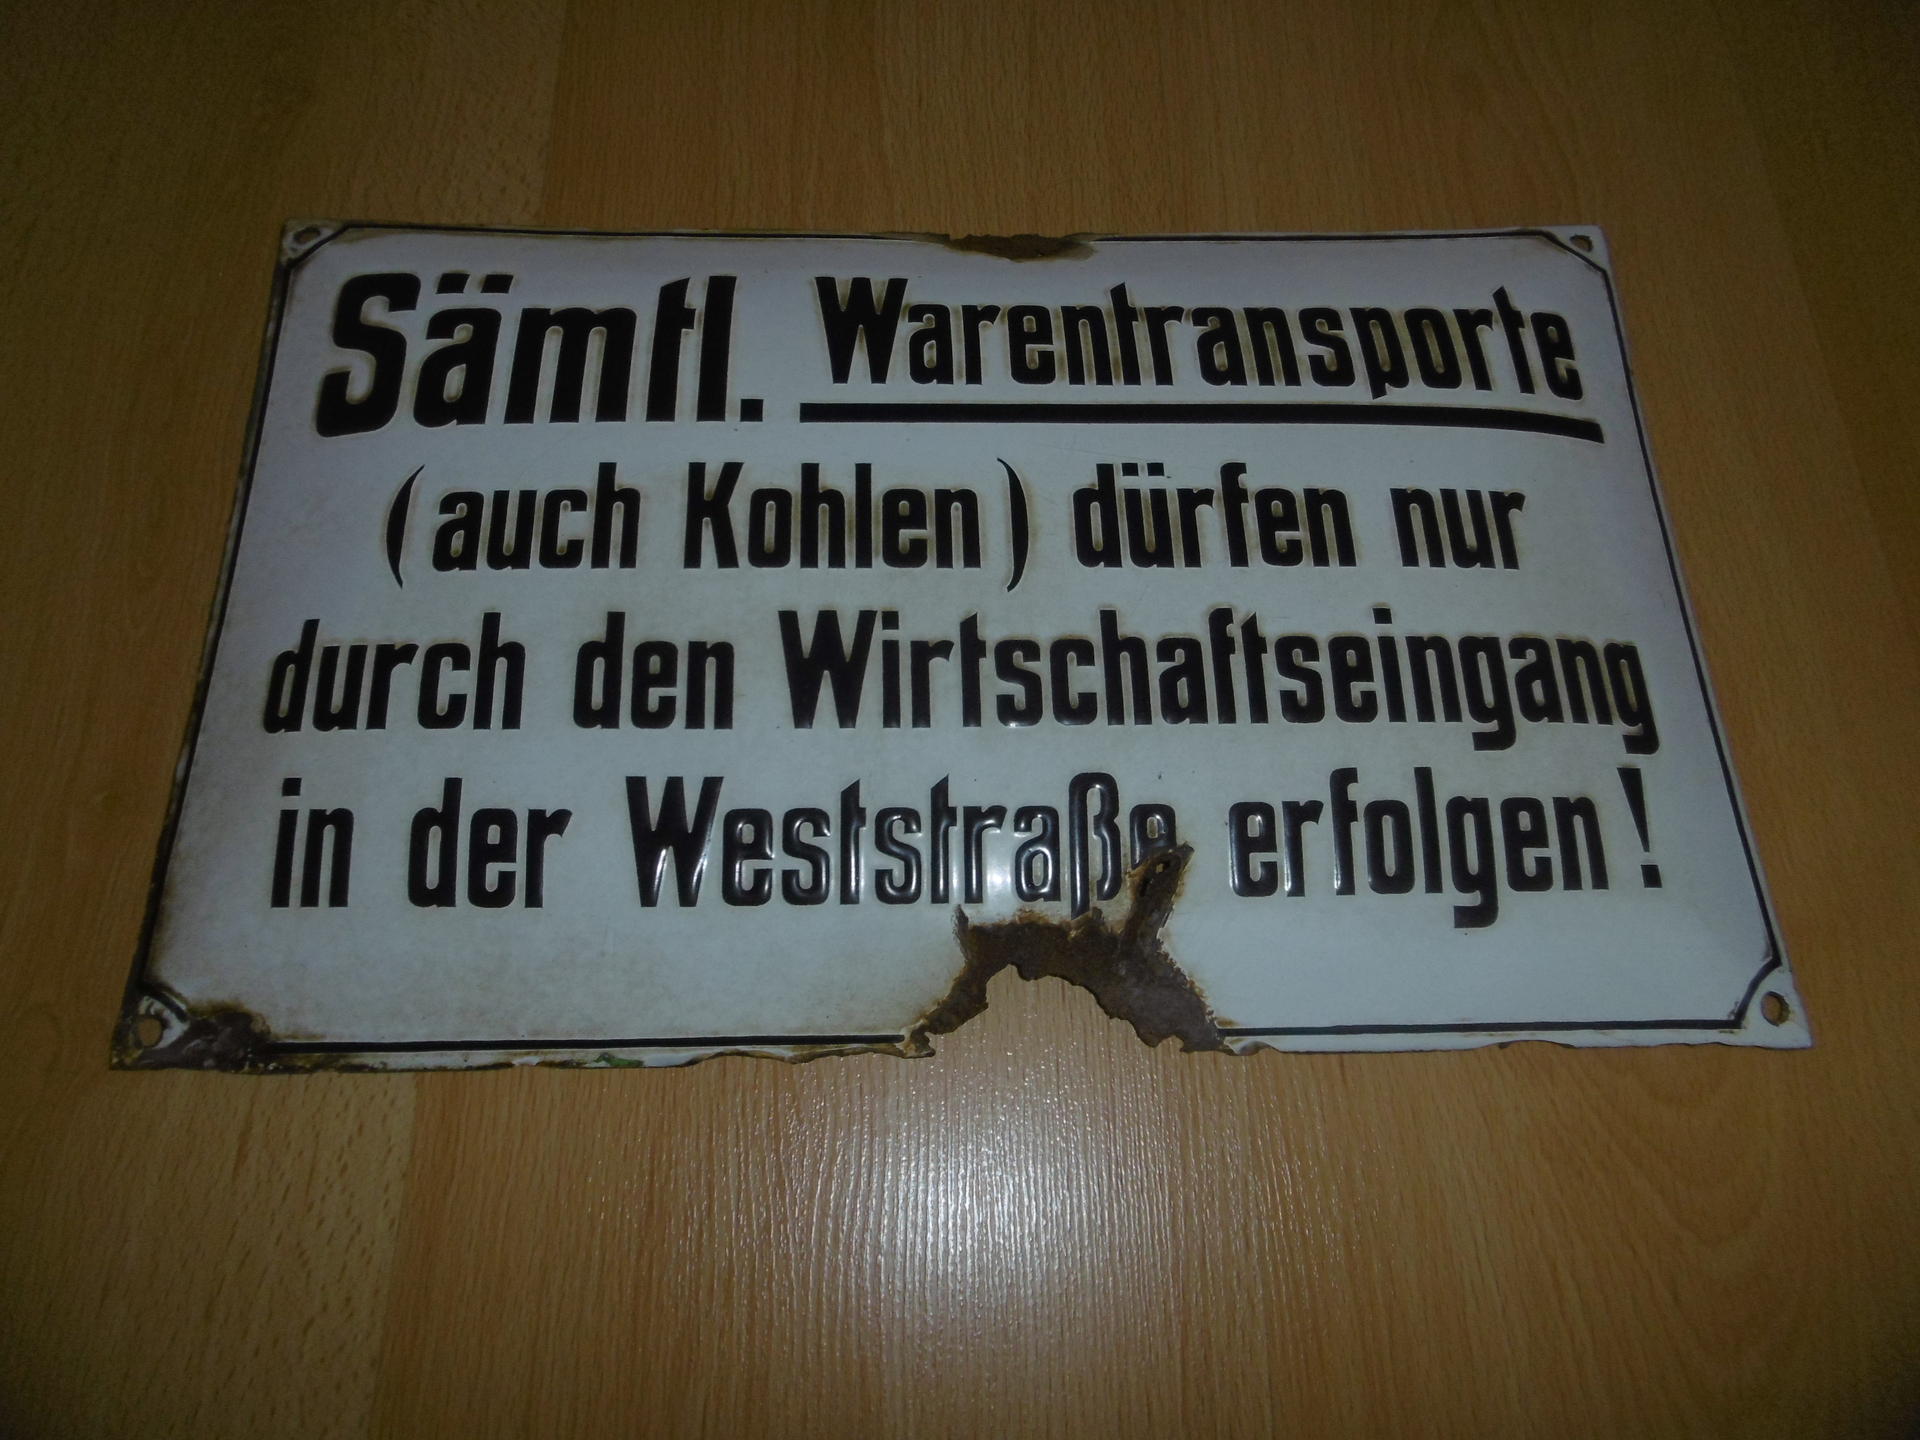 Sämtl. Warentransporte
(auch Kohlen) dürfen nur
durch den Wirtschaftseingang
in der Weststraße erfolgen!